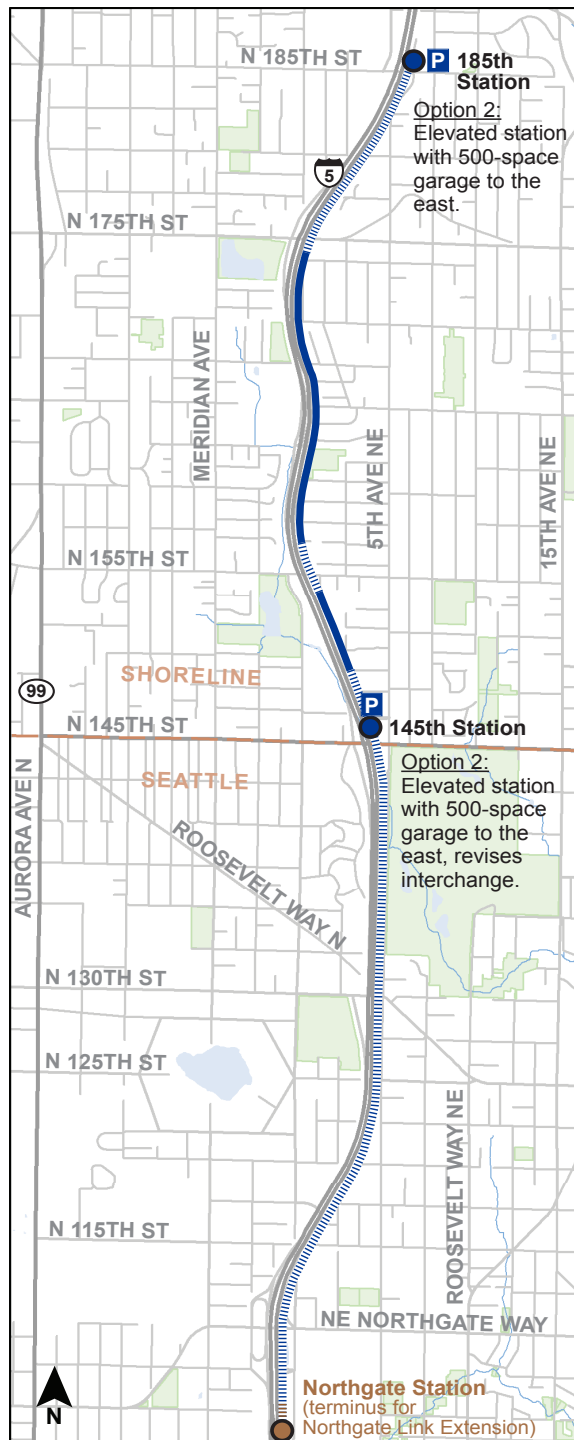 N 185TH ST
P
185th
Station
Option 2:
Elevated station
with 500-space
garage to the
east.
5
N 175TH ST
MERIDIAN AVE
5TH AVE NE
15TH AVE NE
N 155TH ST
SHORELINE
99
P
N 145TH ST
145th Station
SEATTLE
Option 2:
Elevated station
with 500-space
garage to the
east, revises
interchange.
AURORA AVE N
ROOSEVELT WAY N
N 130TH ST
N 125TH ST
ROOSEVELT WAY NE
N 115TH ST
NE NORTHGATE WAY
N
Northgate Station
(terminus for
Northgate Link Extension)